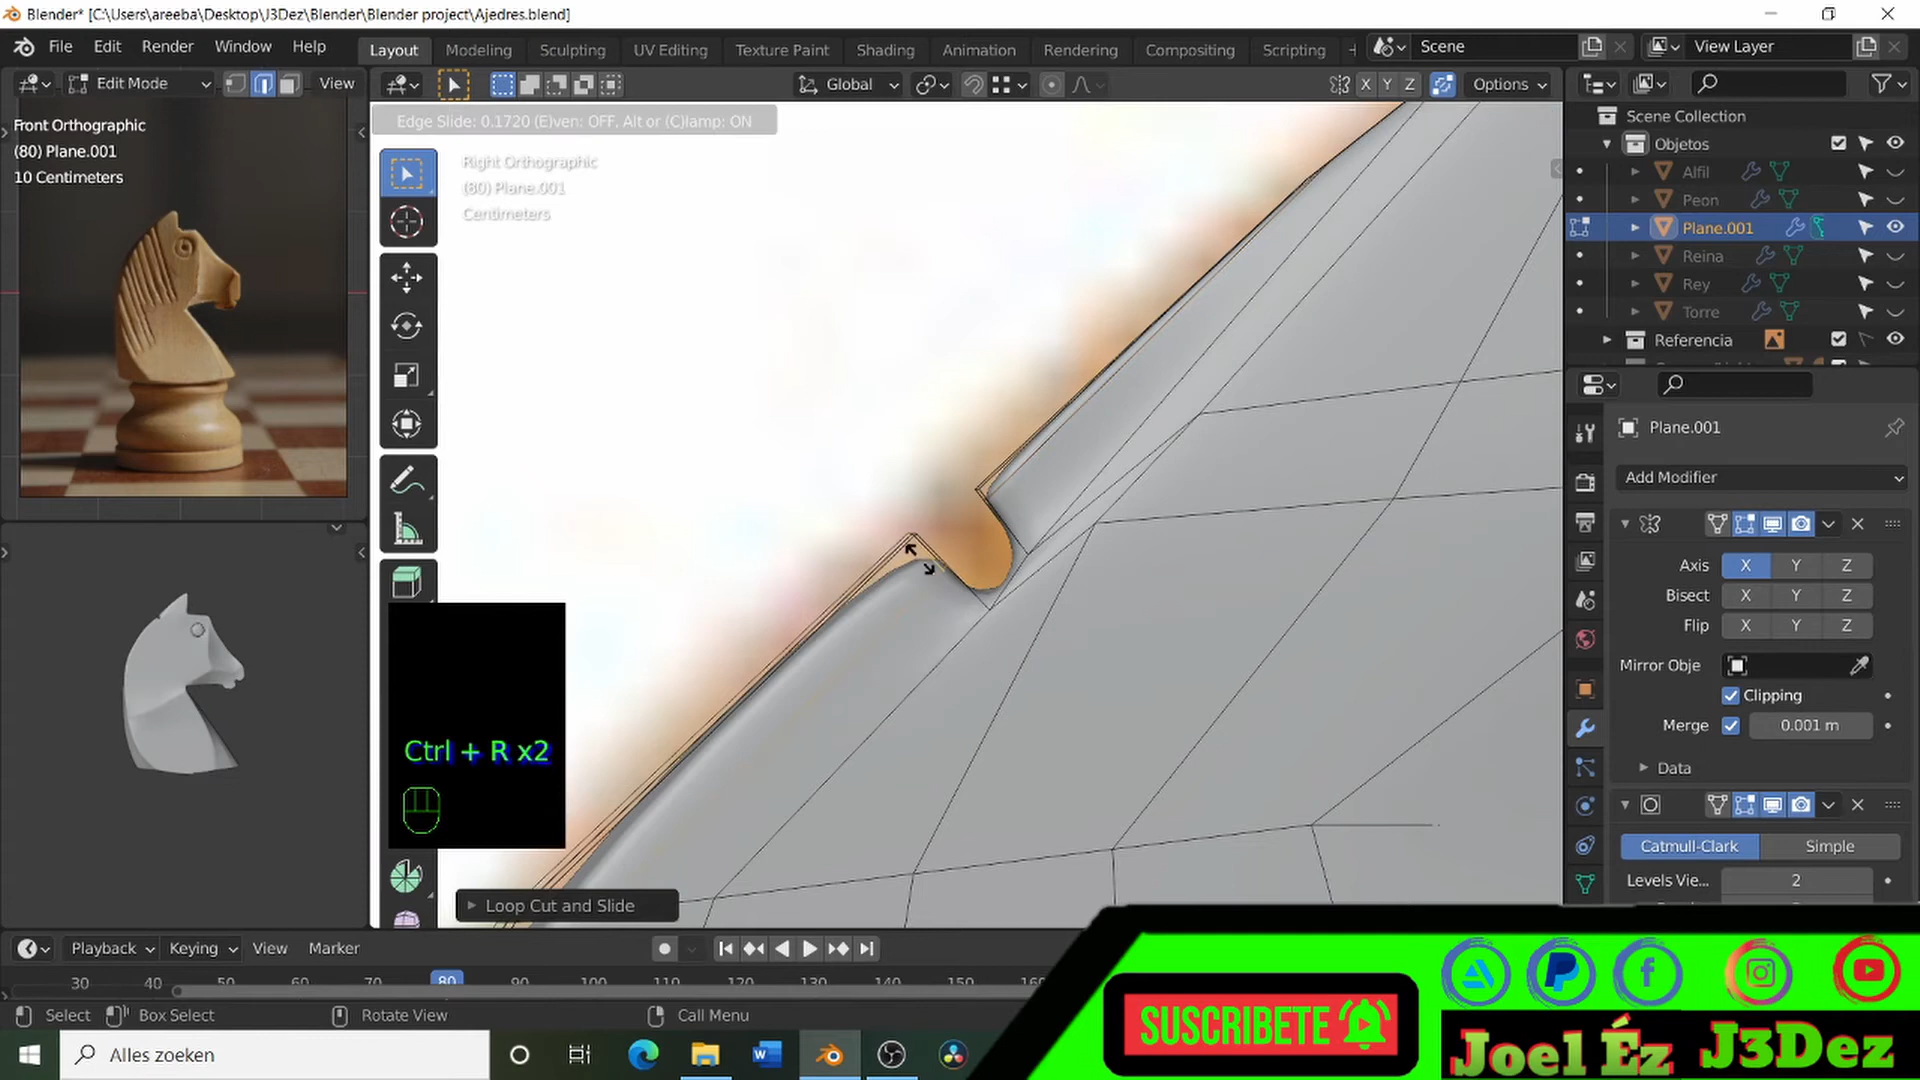 Blender* [C:\Users\areeba\Desktop\J3Dez\Blender\Blender project\Ajedres.blend]
File Edit Render Window Help
Layout Modeling Sculpting UV Editing Texture Paint Shading Animation Rendering Compositing Scripting
Scene
View Layer
Edit Mode View
Global
X Y Z
Options
Front Orthographic
(80) Plane.001
10 Centimeters
Edge Slide: 0.1720 (E)ven: OFF, Alt or (C)lamp: ON
Right Orthographic
(80) Plane.001
Centimeters
Scene Collection
Objetos
Alfil
Peon
Plane.001
Reina
Rey
Torre
Referencia
Plane.001
Add Modifier
Axis X Y Z
Bisect X Y Z
Flip X Y Z
Mirror Obje
Clipping
Merge 0.001 m
Data
Catmull-Clark Simple
Levels Vie... 2
Ctrl + R x2
Loop Cut and Slide
Playback Keying View Marker
30 40 50 60 70 80 90 100 110 120 130 140 150 160
Select Box Select Rotate View Call Menu
Alles zoeken
SUSCRIBETE
Joel Éz J3Dez